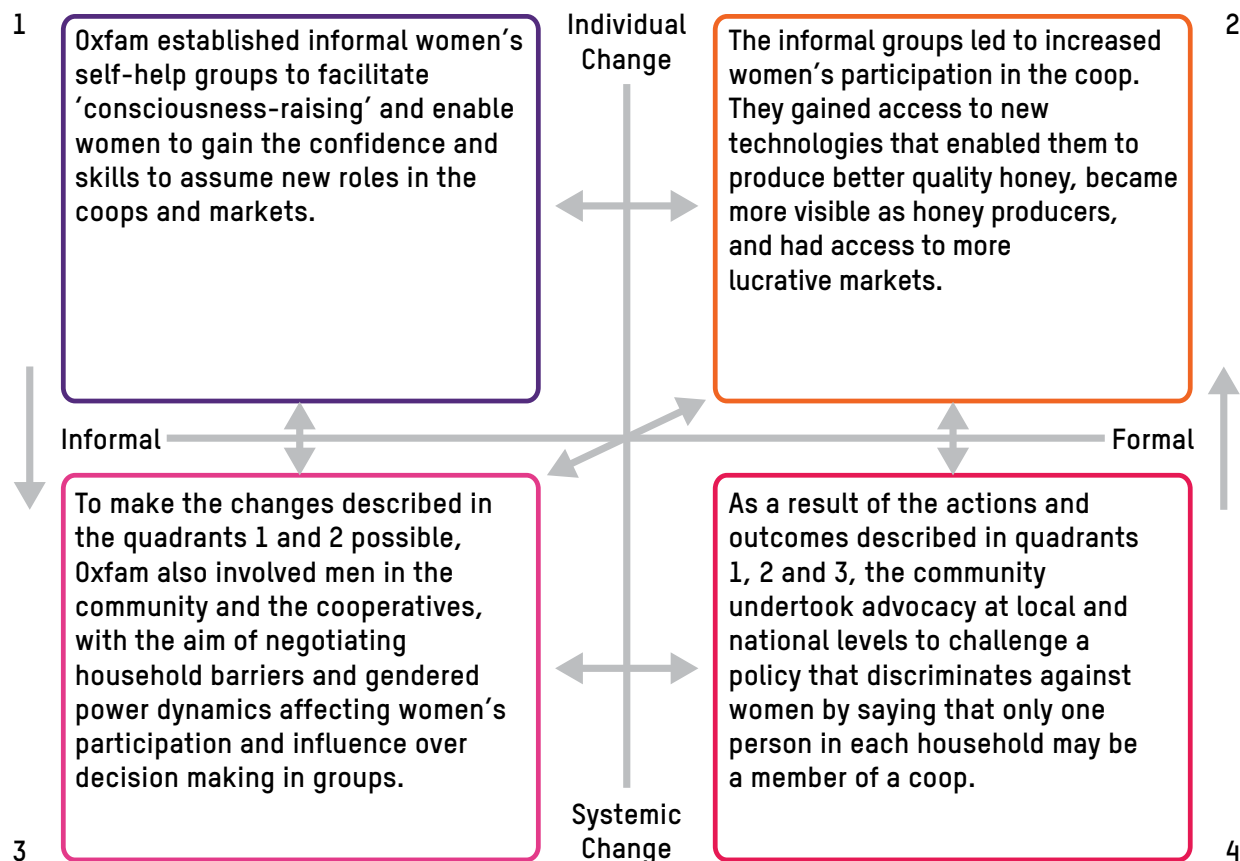 1
Oxfam established informal women's
self-help groups to facilitate
'consciousness-raising' and enable
women to gain the confidence and
skills to assume new roles in the
coops and markets.
Individual
Change
2
The informal groups led to increased
women's participation in the coop.
They gained access to new
technologies that enabled them to
produce better quality honey, became
more visible as honey producers,
and had access to more
lucrative markets.
Informal
Formal
To make the changes described in
the quadrants 1 and 2 possible,
Oxfam also involved men in the
community and the cooperatives,
with the aim of negotiating
household barriers and gendered
power dynamics affecting women's
participation and influence over
decision making in groups.
3
As a result of the actions and
outcomes described in quadrants
1, 2 and 3, the community
undertook advocacy at local and
national levels to challenge a
policy that discriminates against
women by saying that only one
person in each household may be
a member of a coop.
Systemic
Change
4